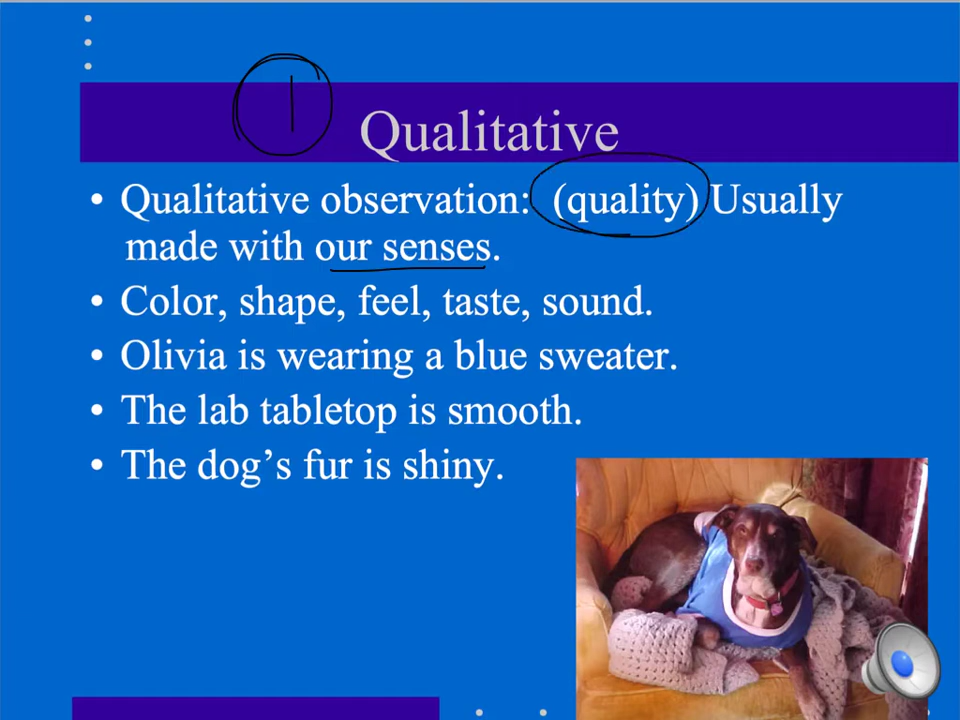 1
Qualitative
• Qualitative observation: (quality) Usually
made with our senses.
• Color, shape, feel, taste, sound.
• Olivia is wearing a blue sweater.
• The lab tabletop is smooth.
• The dog’s fur is shiny.